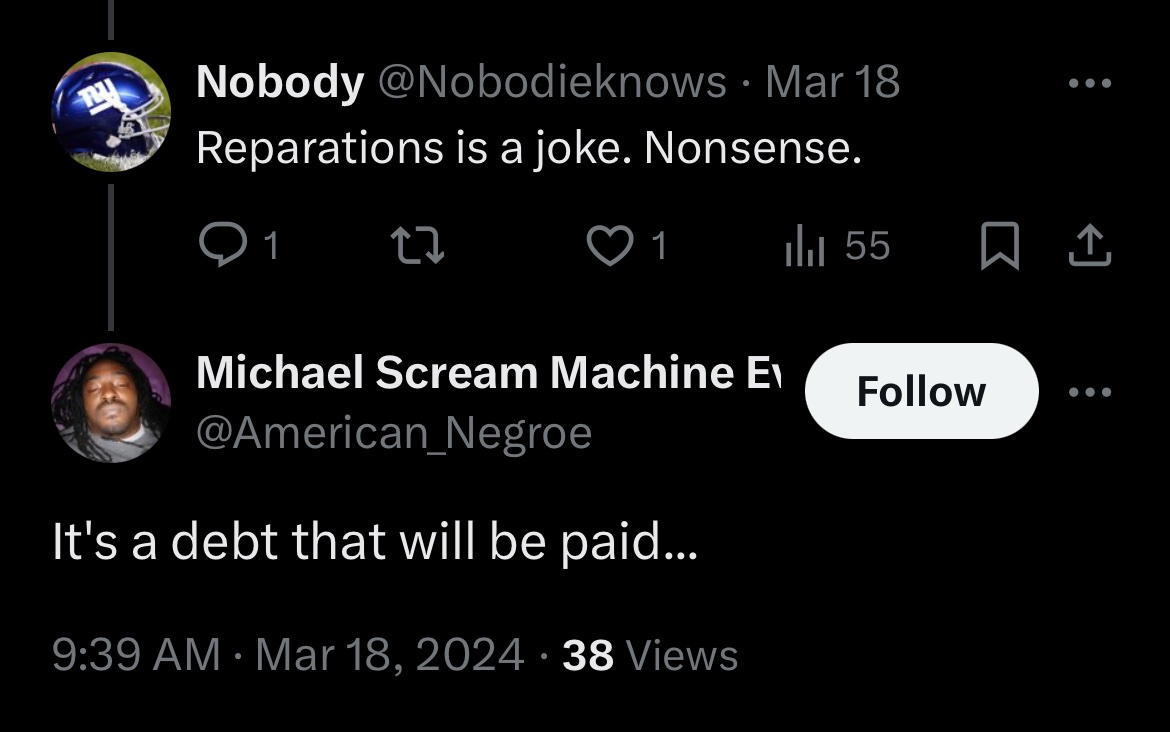 Nobody @Nobodieknows · Mar 18
Reparations is a joke. Nonsense.
1 1 55
Michael Scream Machine Ev
Follow
@American_Negroe
It's a debt that will be paid...
9:39 AM · Mar 18, 2024 · 38 Views